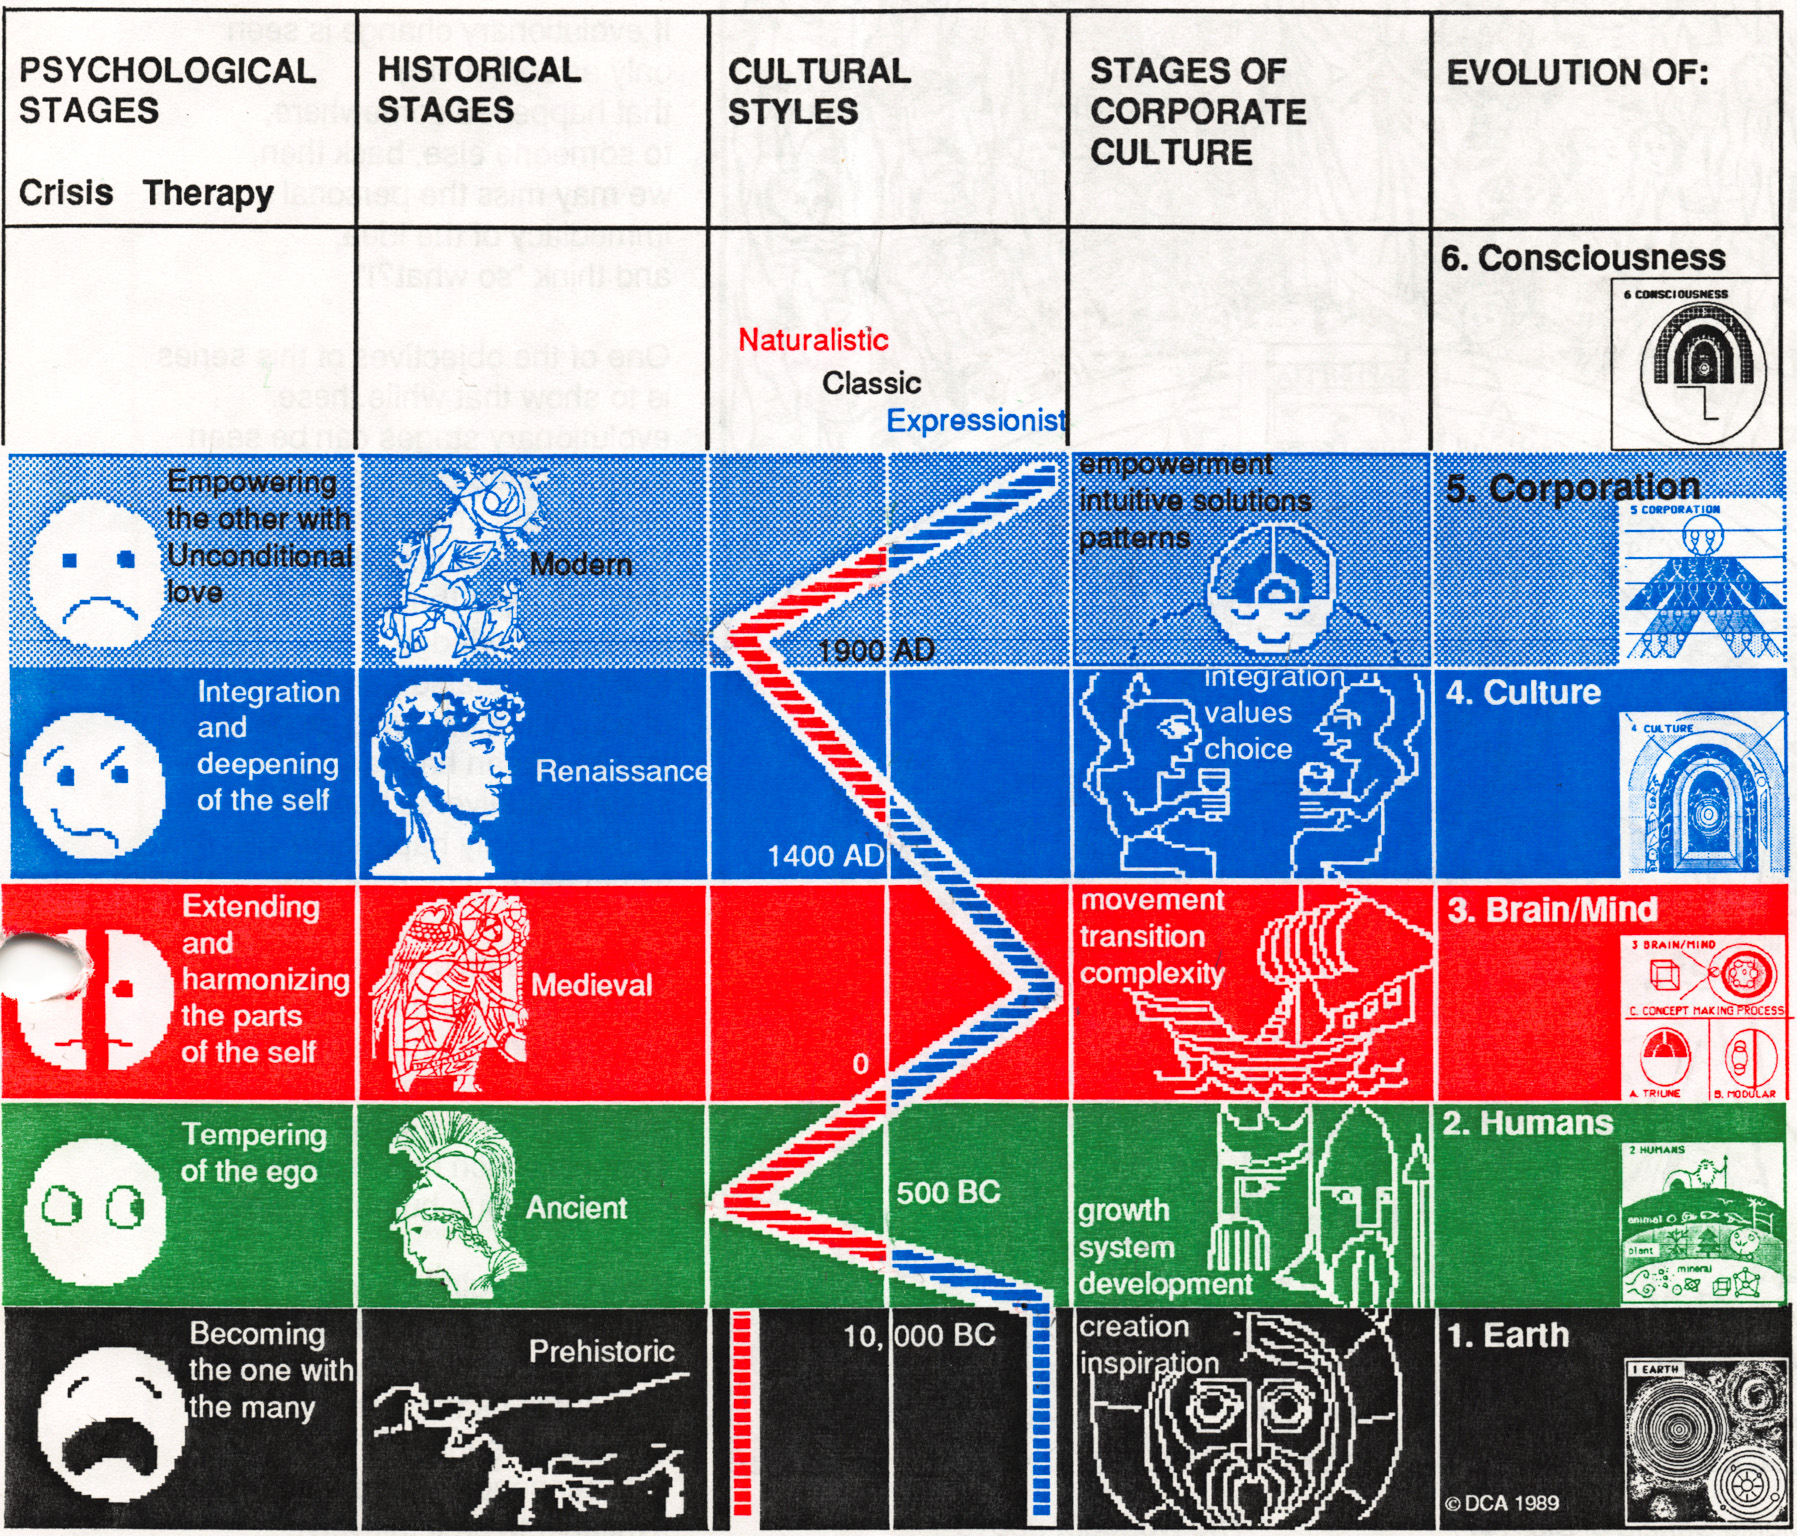 PSYCHOLOGICAL
STAGES
Crisis Therapy
HISTORICAL
STAGES
CULTURAL
STYLES
STAGES OF
CORPORATE
CULTURE
EVOLUTION OF:
Naturalistic
Classic
Expressionist
6. Consciousness
6 CONSCIOUSNESS
Empowering
the other with
Unconditional
love
Modern
1900 AD
empowerment
intuitive solutions
patterns
5. Corporation
5 CORPORATION
Integration
and
deepening
of the self
Renaissance
1400 AD
integration
values
choice
4. Culture
4 CULTURE
Extending
and
harmonizing
the parts
of the self
Medieval
0
movement
transition
complexity
3. Brain/Mind
3 BRAIN/MIND
C. CONCEPT MAKING PROCESS
A. TRIUNE
B. MODULAR
Tempering
of the ego
Ancient
500 BC
growth
system
development
2. Humans
2 HUMANS
animal
plant
mineral
Becoming
the one with
the many
Prehistoric
10,000 BC
creation
inspiration
1. Earth
1 EARTH
© DCA 1989